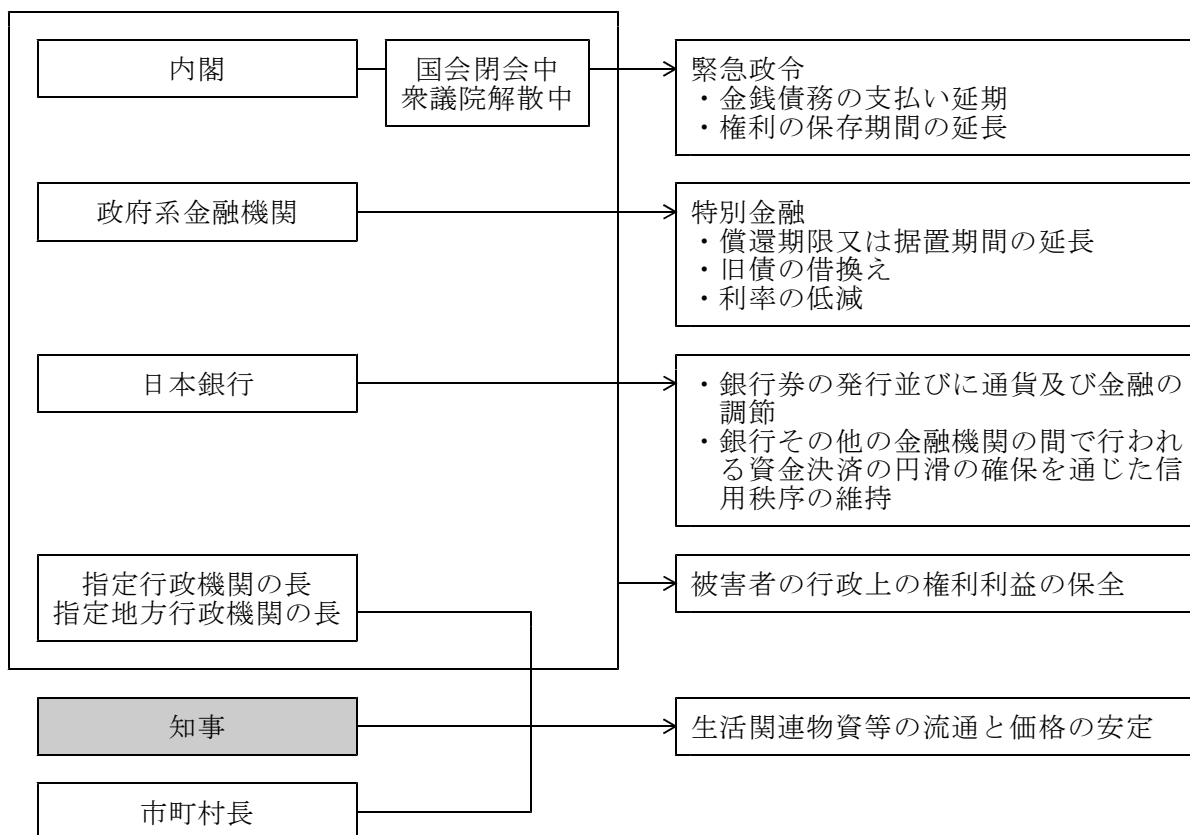 内閣
国会閉会中
衆議院解散中
緊急政令
・金銭債務の支払い延期
・権利の保存期間の延長
政府系金融機関
特別金融
・償還期限又は据置期間の延長
・旧債の借換え
・利率の低減
日本銀行
・銀行券の発行並びに通貨及び金融の
調節
・銀行その他の金融機関の間で行われ
る資金決済の円滑の確保を通じた信
用秩序の維持
指定行政機関の長
指定地方行政機関の長
被害者の行政上の権利利益の保全
知事
生活関連物資等の流通と価格の安定
市町村長